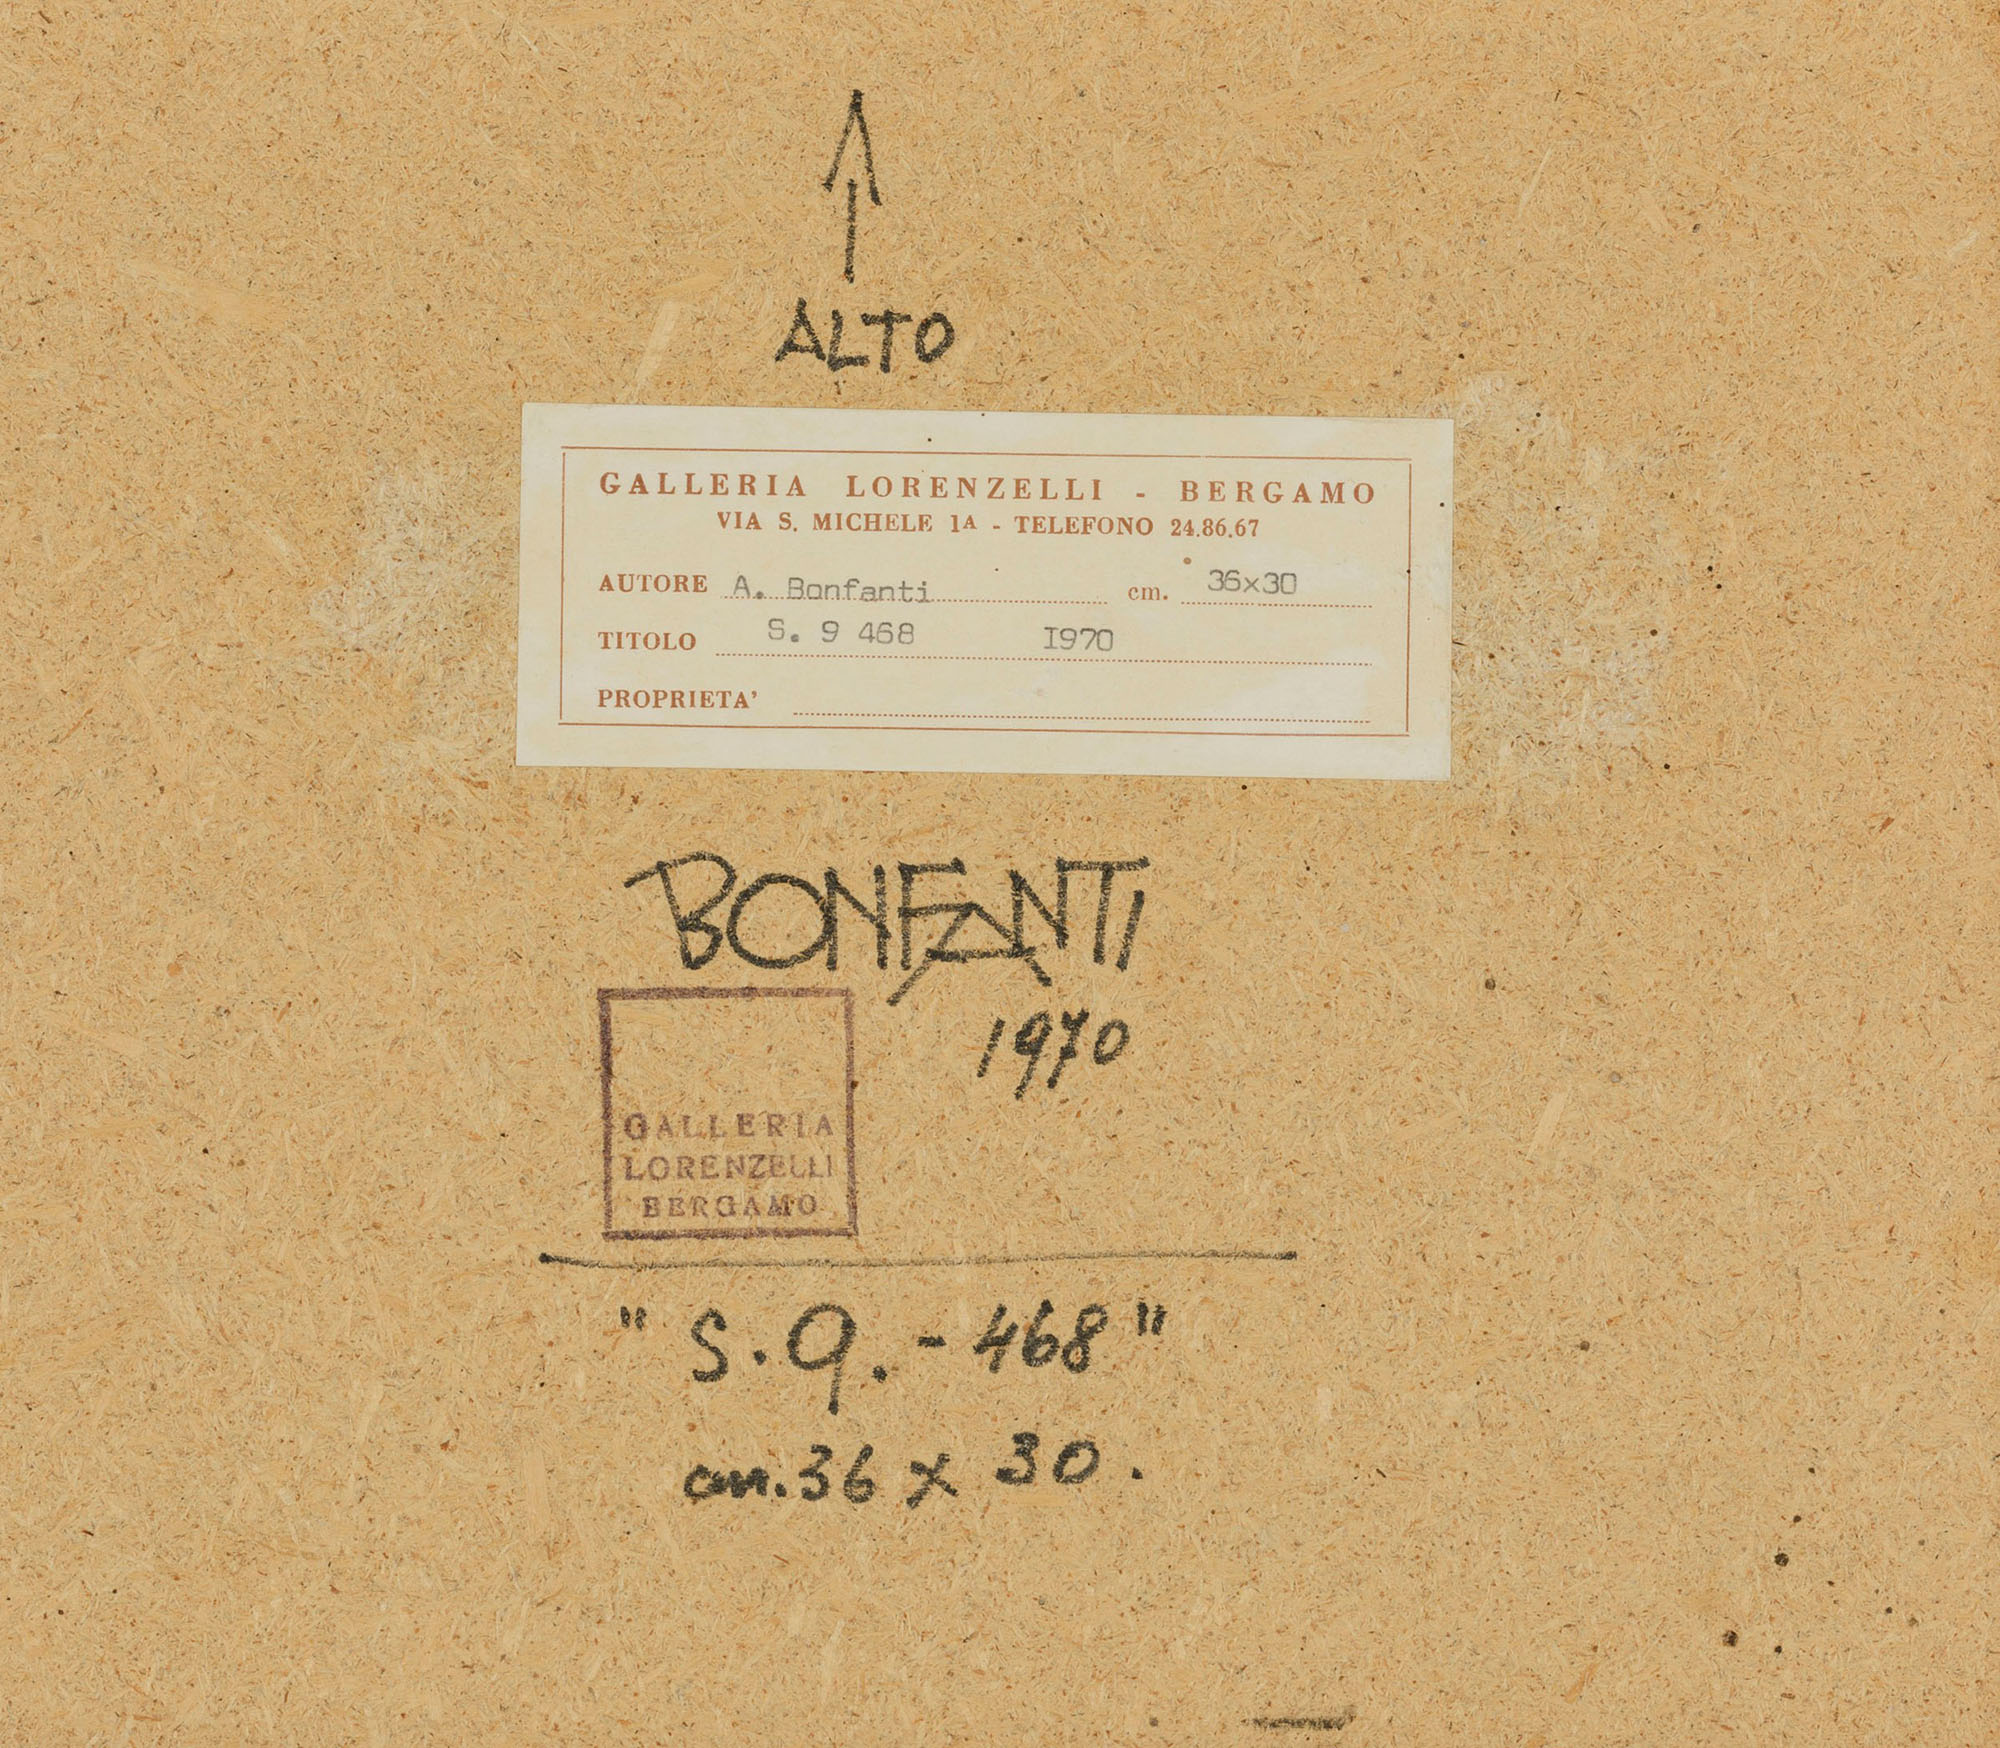 ALTO
GALLERIA LORENZELLI - BERGAMO
VIA S. MICHELE 1A - TELEFONO 24.86.67
AUTORE A. Bonfanti cm. 36x30
TITOLO S. 9 468 I970
PROPRIETA'
BONFANTI
1970
GALLERIA
LORENZELLI
BERGAMO
"S.9.-468"
cm.36 x 30.